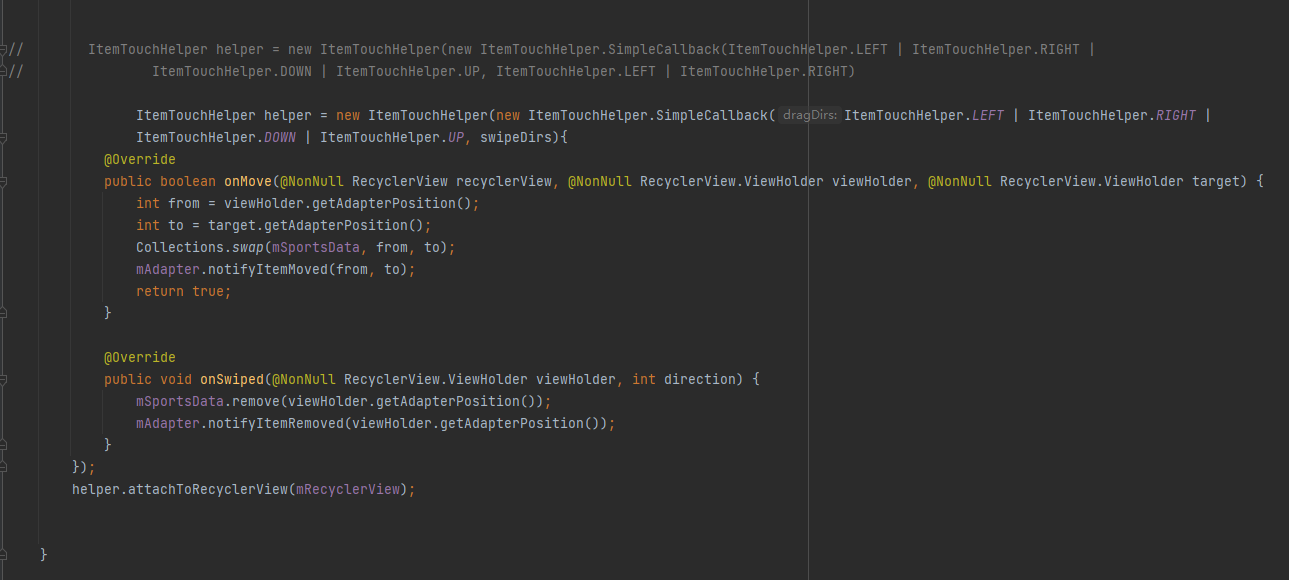 //        ItemTouchHelper helper = new ItemTouchHelper(new ItemTouchHelper.SimpleCallback(ItemTouchHelper.LEFT | ItemTouchHelper.RIGHT |
//                ItemTouchHelper.DOWN | ItemTouchHelper.UP, ItemTouchHelper.LEFT | ItemTouchHelper.RIGHT)
ItemTouchHelper helper = new ItemTouchHelper(new ItemTouchHelper.SimpleCallback( dragDirs: ItemTouchHelper.LEFT | ItemTouchHelper.RIGHT |
ItemTouchHelper.DOWN | ItemTouchHelper.UP, swipeDirs){
@Override
public boolean onMove(@NonNull RecyclerView recyclerView, @NonNull RecyclerView.ViewHolder viewHolder, @NonNull RecyclerView.ViewHolder target) {
int from = viewHolder.getAdapterPosition();
int to = target.getAdapterPosition();
Collections.swap(mSportsData, from, to);
mAdapter.notifyItemMoved(from, to);
return true;
}
@Override
public void onSwiped(@NonNull RecyclerView.ViewHolder viewHolder, int direction) {
mSportsData.remove(viewHolder.getAdapterPosition());
mAdapter.notifyItemRemoved(viewHolder.getAdapterPosition());
}
});
helper.attachToRecyclerView(mRecyclerView);
}